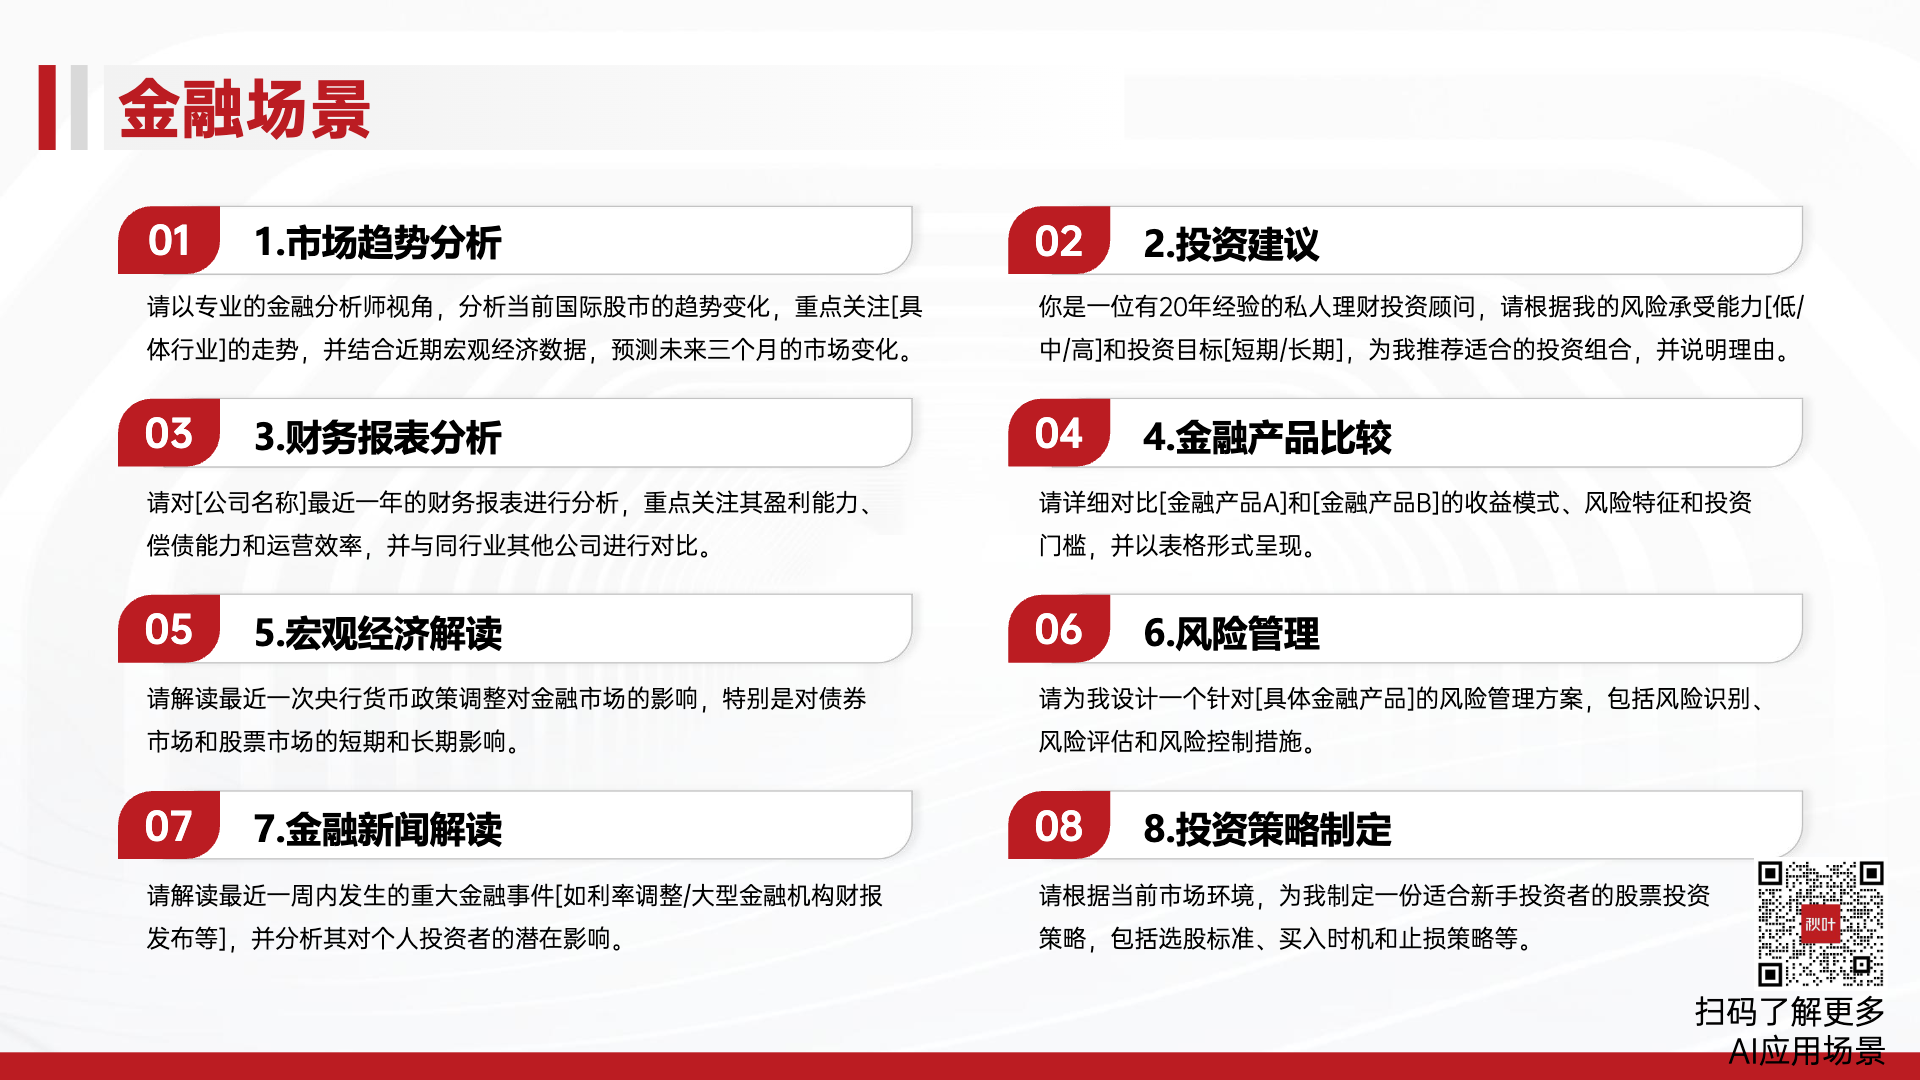 金融场景
01 1.市场趋势分析
请以专业的金融分析师视角，分析当前国际股市的趋势变化，重点关注[具
体行业]的走势，并结合近期宏观经济数据，预测未来三个月的市场变化。
02 2.投资建议
你是一位有20年经验的私人理财投资顾问，请根据我的风险承受能力[低/
中/高]和投资目标[短期/长期]，为我推荐适合的投资组合，并说明理由。
03 3.财务报表分析
请对[公司名称]最近一年的财务报表进行分析，重点关注其盈利能力、
偿债能力和运营效率，并与同行业其他公司进行对比。
04 4.金融产品比较
请详细对比[金融产品A]和[金融产品B]的收益模式、风险特征和投资
门槛，并以表格形式呈现。
05 5.宏观经济解读
请解读最近一次央行货币政策调整对金融市场的影响，特别是对债券
市场和股票市场的短期和长期影响。
06 6.风险管理
请为我设计一个针对[具体金融产品]的风险管理方案，包括风险识别、
风险评估和风险控制措施。
07 7.金融新闻解读
请解读最近一周内发生的重大金融事件[如利率调整/大型金融机构财报
发布等]，并分析其对个人投资者的潜在影响。
08 8.投资策略制定
请根据当前市场环境，为我制定一份适合新手投资者的股票投资
策略，包括选股标准、买入时机和止损策略等。
秋叶
扫码了解更多
AI应用场景